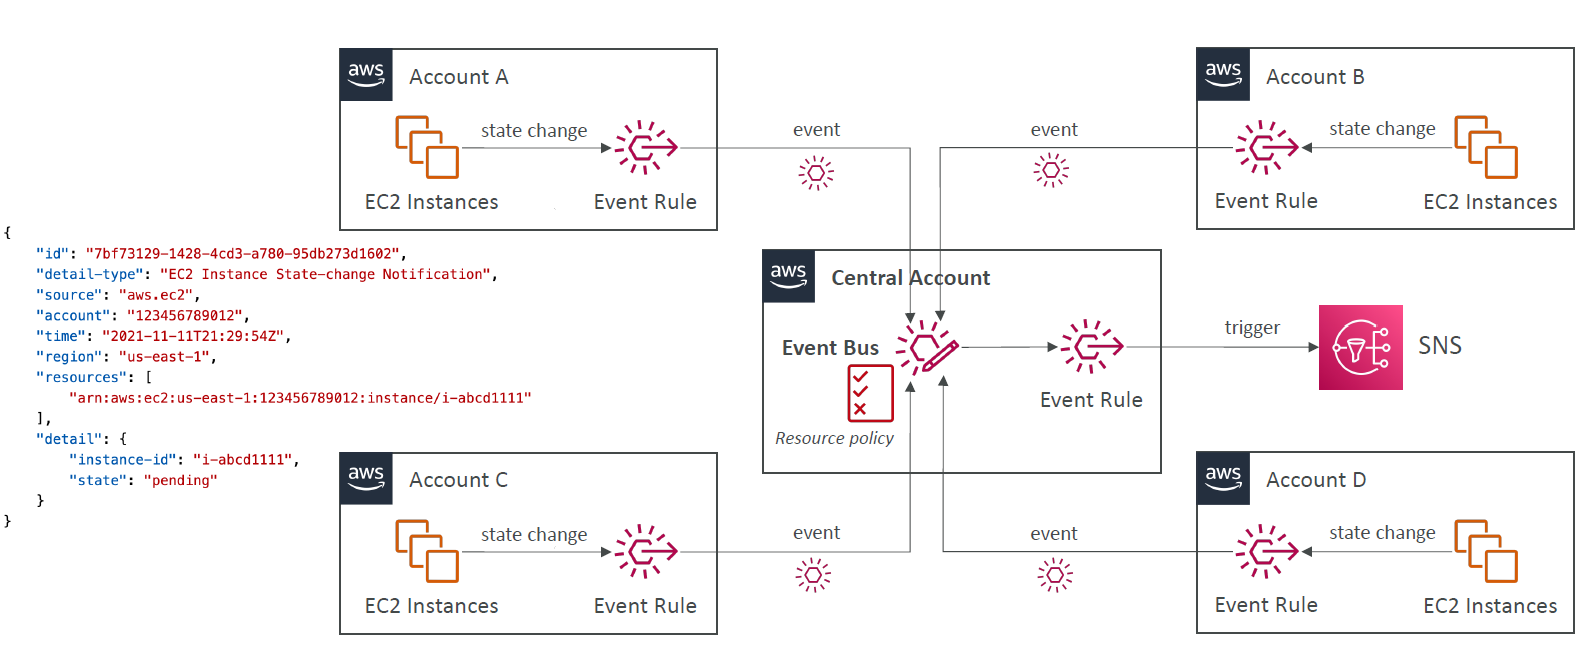 aws
Account A
state change
EC2 Instances
Event Rule
event
event
aws
Account B
state change
Event Rule
EC2 Instances
{
"id": "7bf73129-1428-4cd3-a780-95db273d1602",
"detail-type": "EC2 Instance State-change Notification",
"source": "aws.ec2",
"account": "123456789012",
"time": "2021-11-11T21:29:54Z",
"region": "us-east-1",
"resources": [
"arn:aws:ec2:us-east-1:123456789012:instance/i-abcd1111"
],
"detail": {
"instance-id": "i-abcd1111",
"state": "pending"
}
}
aws
Central Account
Event Bus
Resource policy
Event Rule
trigger
SNS
aws
Account C
state change
EC2 Instances
Event Rule
event
event
aws
Account D
state change
Event Rule
EC2 Instances